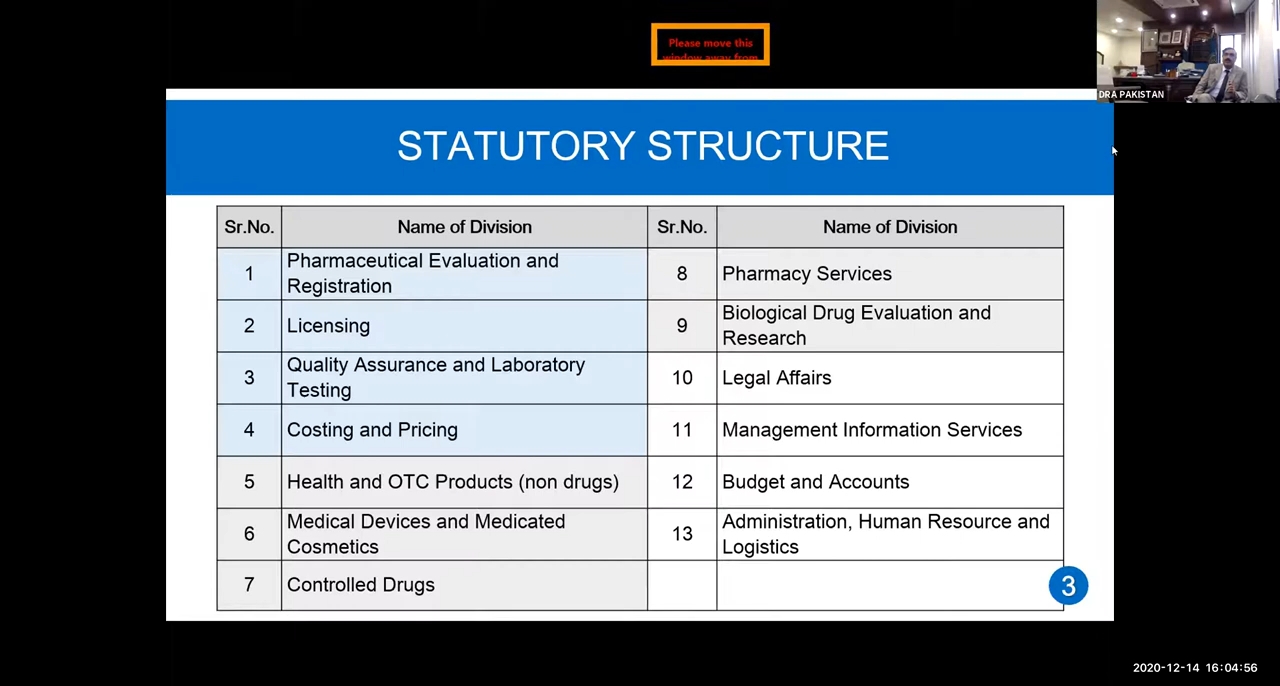 Please move this
window away from
DRA PAKISTAN
STATUTORY STRUCTURE
Sr.No. Name of Division Sr.No. Name of Division
1 Pharmaceutical Evaluation and
Registration
8 Pharmacy Services
2 Licensing
9 Biological Drug Evaluation and
Research
3 Quality Assurance and Laboratory
Testing
10 Legal Affairs
4 Costing and Pricing
11 Management Information Services
5 Health and OTC Products (non drugs)
12 Budget and Accounts
6 Medical Devices and Medicated
Cosmetics
13 Administration, Human Resource and
Logistics
7 Controlled Drugs
3
2020-12-14 16:04:56